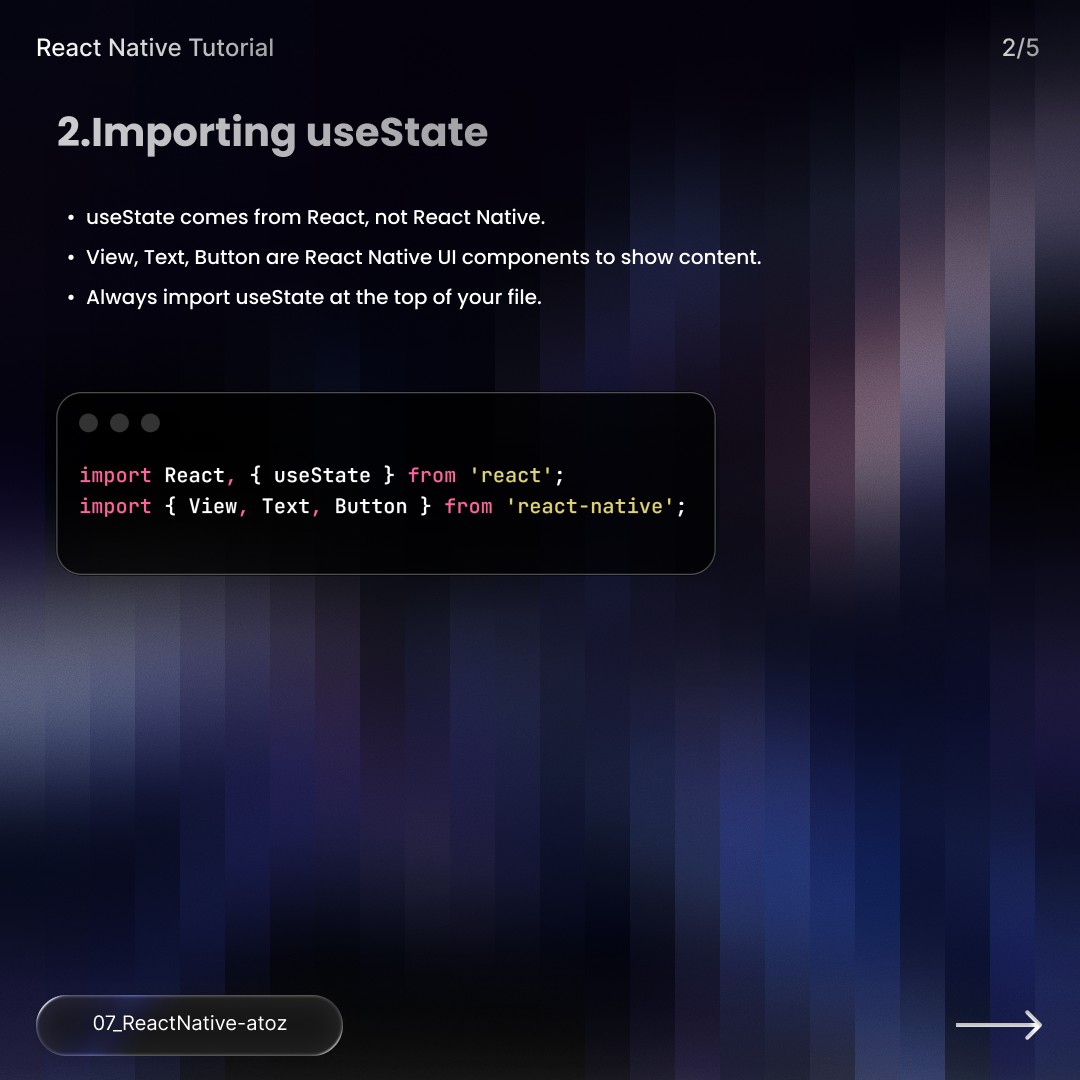 React Native Tutorial
2/5
2.Importing useState
• useState comes from React, not React Native.
• View, Text, Button are React Native UI components to show content.
• Always import useState at the top of your file.
import React, { useState } from 'react';
import { View, Text, Button } from 'react-native';
07_ReactNative-atoz